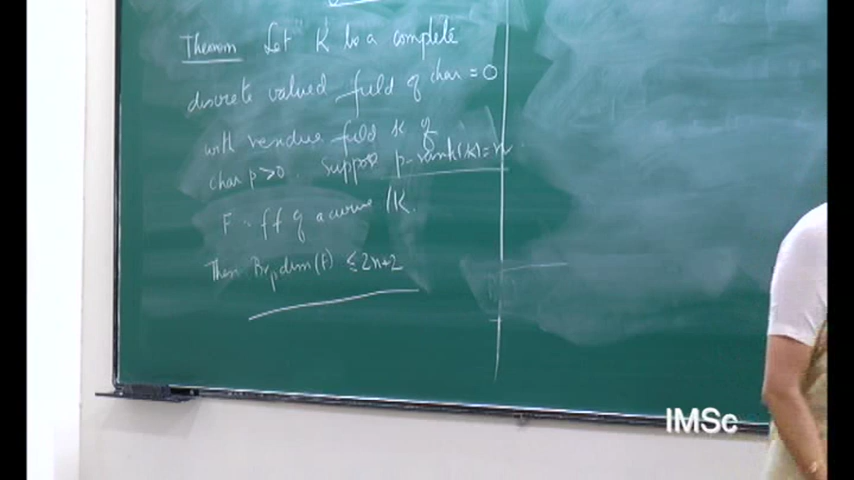 Theorem Let K be a complete
discrete valued field of char = 0
with residue field κ of
char p>0. Suppose p-rank(κ)=n.
F = ff of a curve /K.
Then Br_p dim(F) ≤ 2n+2
IMSc